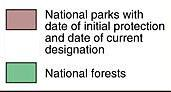 National parks with
date of initial protection
and date of current
designation
National forests